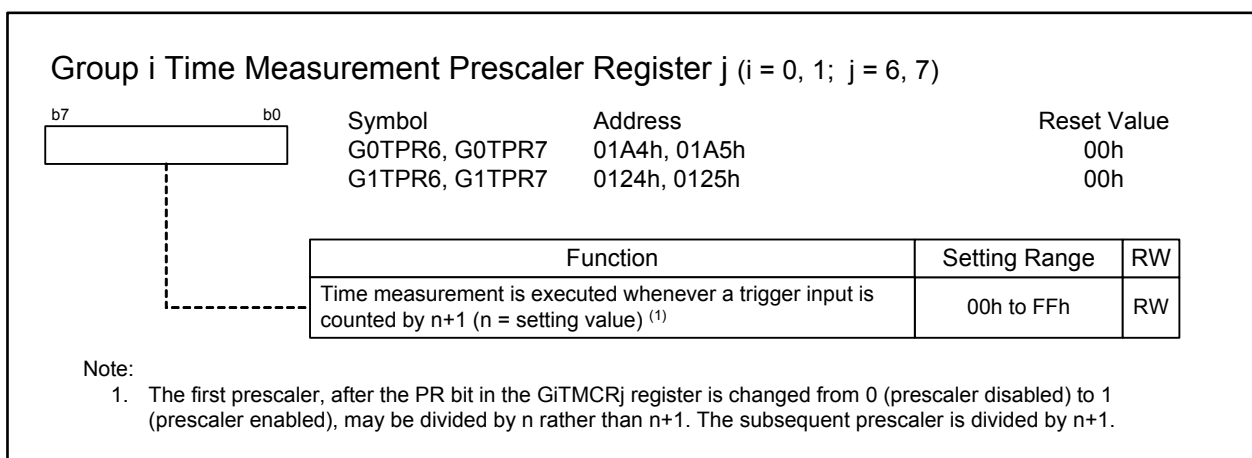 Group i Time Measurement Prescaler Register j (i = 0, 1; j = 6, 7)
b7 b0 Symbol Address Reset Value
G0TPR6, G0TPR7 01A4h, 01A5h 00h
G1TPR6, G1TPR7 0124h, 0125h 00h
Function Setting Range RW
Time measurement is executed whenever a trigger input is
counted by n+1 (n = setting value) (1) 00h to FFh RW
Note:
1. The first prescaler, after the PR bit in the GiTMCRj register is changed from 0 (prescaler disabled) to 1
(prescaler enabled), may be divided by n rather than n+1. The subsequent prescaler is divided by n+1.